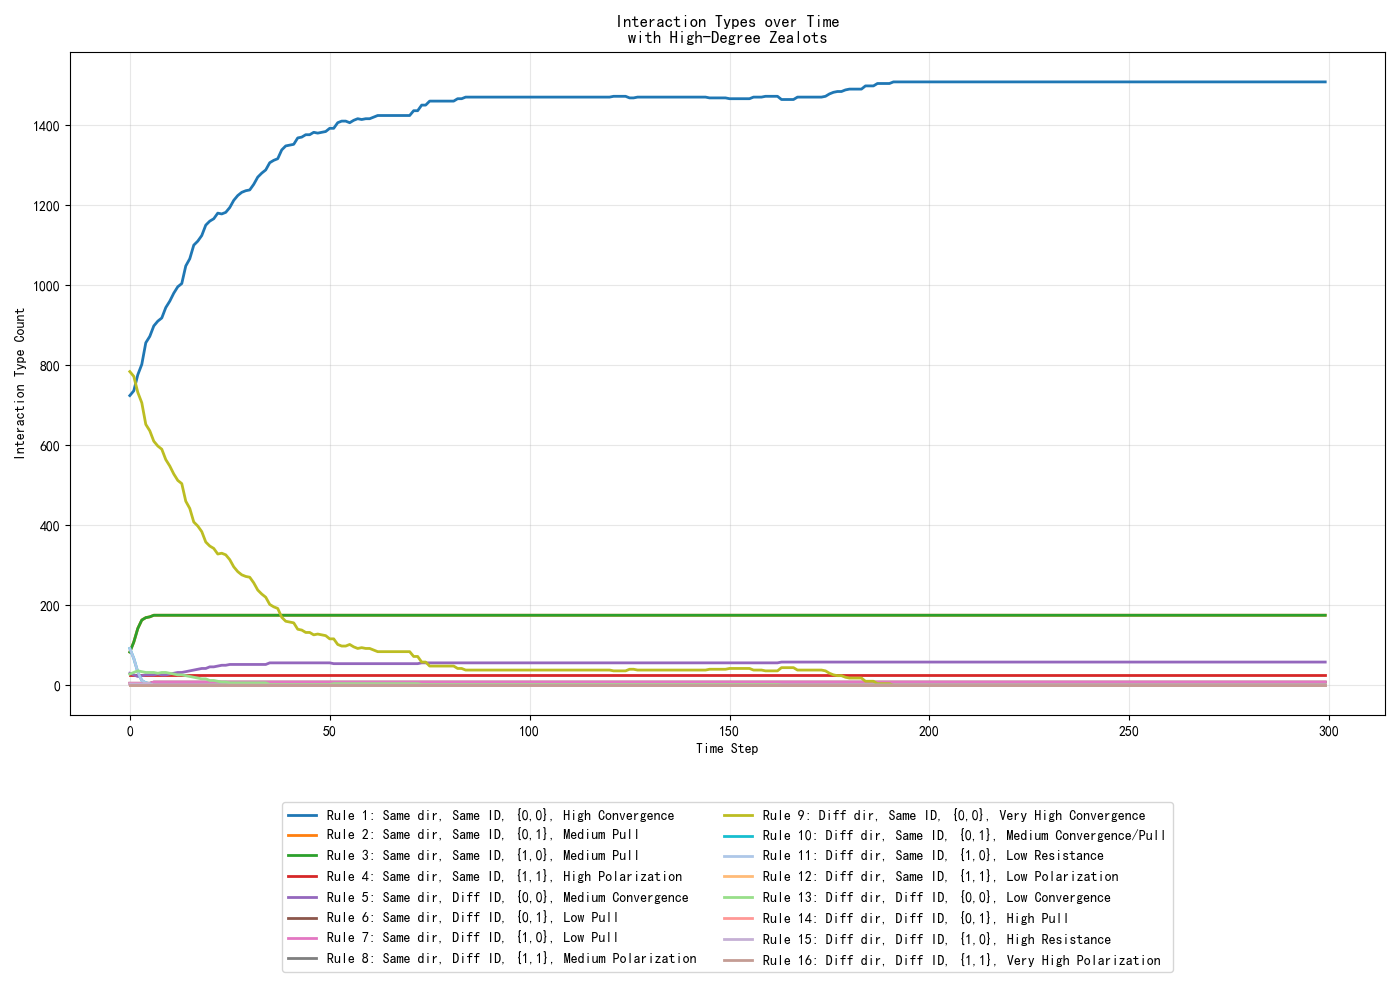 Interaction Types over Time
with High-Degree Zealots
Interaction Type Count
1400
1200
1000
800
600
400
200
0
0 50 100 150 200 250 300
Time Step
Rule 1: Same dir, Same ID, {0,0}, High Convergence
Rule 2: Same dir, Same ID, {0,1}, Medium Pull
Rule 3: Same dir, Same ID, {1,0}, Medium Pull
Rule 4: Same dir, Same ID, {1,1}, High Polarization
Rule 5: Same dir, Diff ID, {0,0}, Medium Convergence
Rule 6: Same dir, Diff ID, {0,1}, Low Pull
Rule 7: Same dir, Diff ID, {1,0}, Low Pull
Rule 8: Same dir, Diff ID, {1,1}, Medium Polarization
Rule 9: Diff dir, Same ID, {0,0}, Very High Convergence
Rule 10: Diff dir, Same ID, {0,1}, Medium Convergence/Pull
Rule 11: Diff dir, Same ID, {1,0}, Low Resistance
Rule 12: Diff dir, Same ID, {1,1}, Low Polarization
Rule 13: Diff dir, Diff ID, {0,0}, Low Convergence
Rule 14: Diff dir, Diff ID, {0,1}, High Pull
Rule 15: Diff dir, Diff ID, {1,0}, High Resistance
Rule 16: Diff dir, Diff ID, {1,1}, Very High Polarization